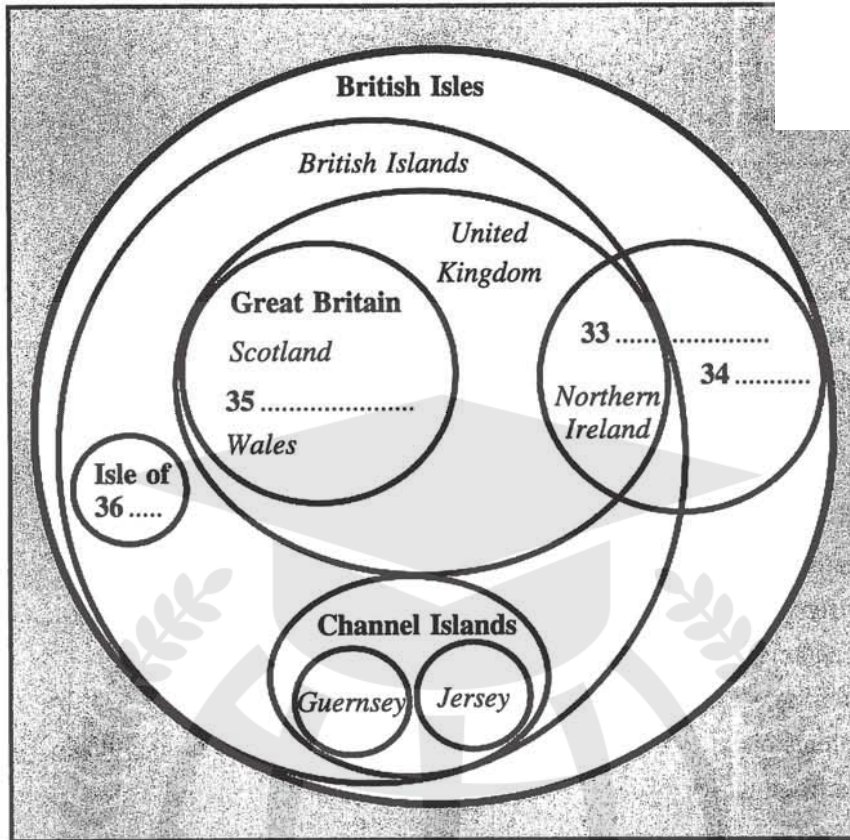 British Isles
British Islands
United
Kingdom
Great Britain
Scotland
35 ......................
Wales
33 ......................
34 ...........
Northern
Ireland
Isle of
36 .....
Channel Islands
Guernsey
Jersey